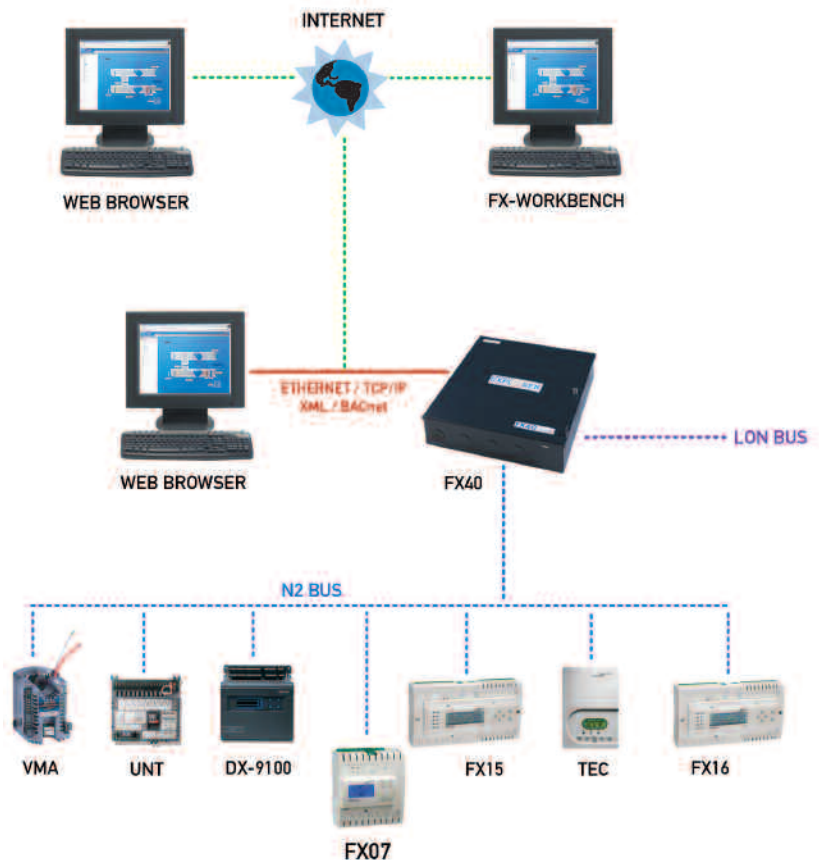 INTERNET
WEB BROWSER
FX-WORKBENCH
ETHERNET / TCP/IP
XML / BACnet
WEB BROWSER
FX40
LON BUS
N2 BUS
VMA
UNT
DX-9100
FX07
FX15
TEC
FX16